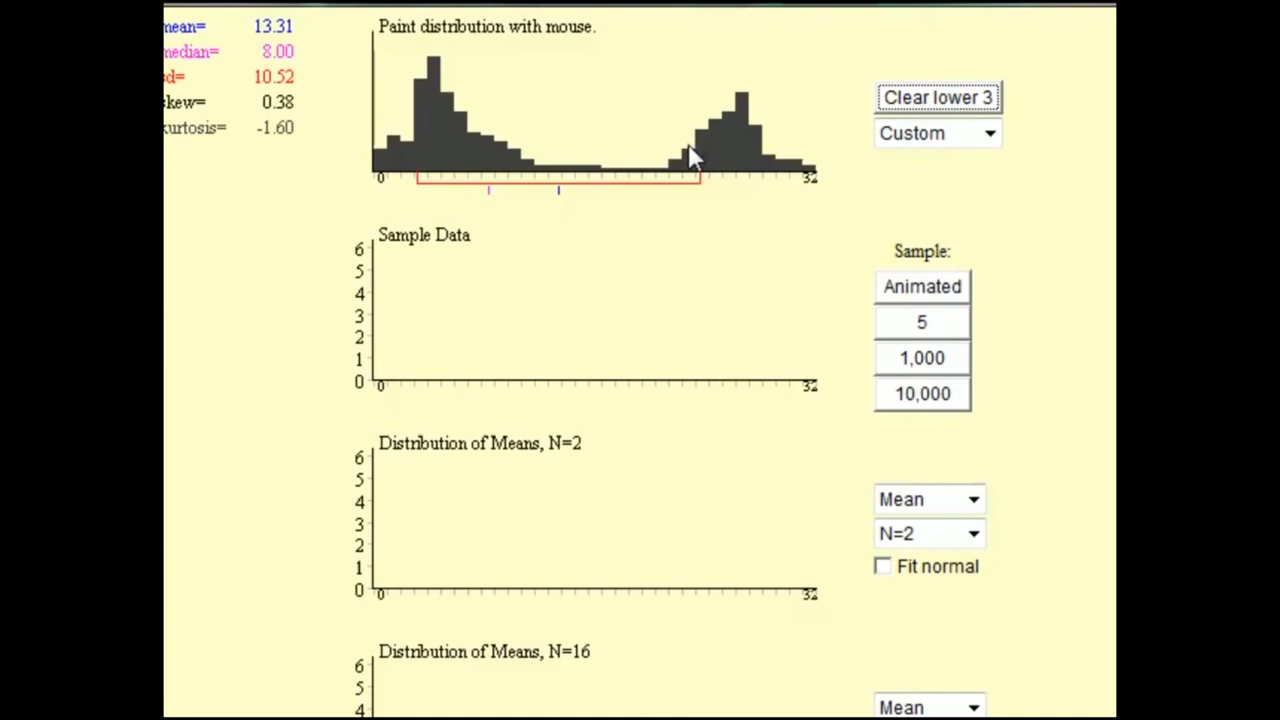 mean= 13.31
median= 8.00
sd= 10.52
skew= 0.38
kurtosis= -1.60
Paint distribution with mouse.
0 32
Clear lower 3
Custom
Sample Data
6
5
4
3
2
1
0
0 32
Sample:
Animated
5
1,000
10,000
Distribution of Means, N=2
6
5
4
3
2
1
0
0 32
Mean
N=2
Fit normal
Distribution of Means, N=16
6
5
4
Mean